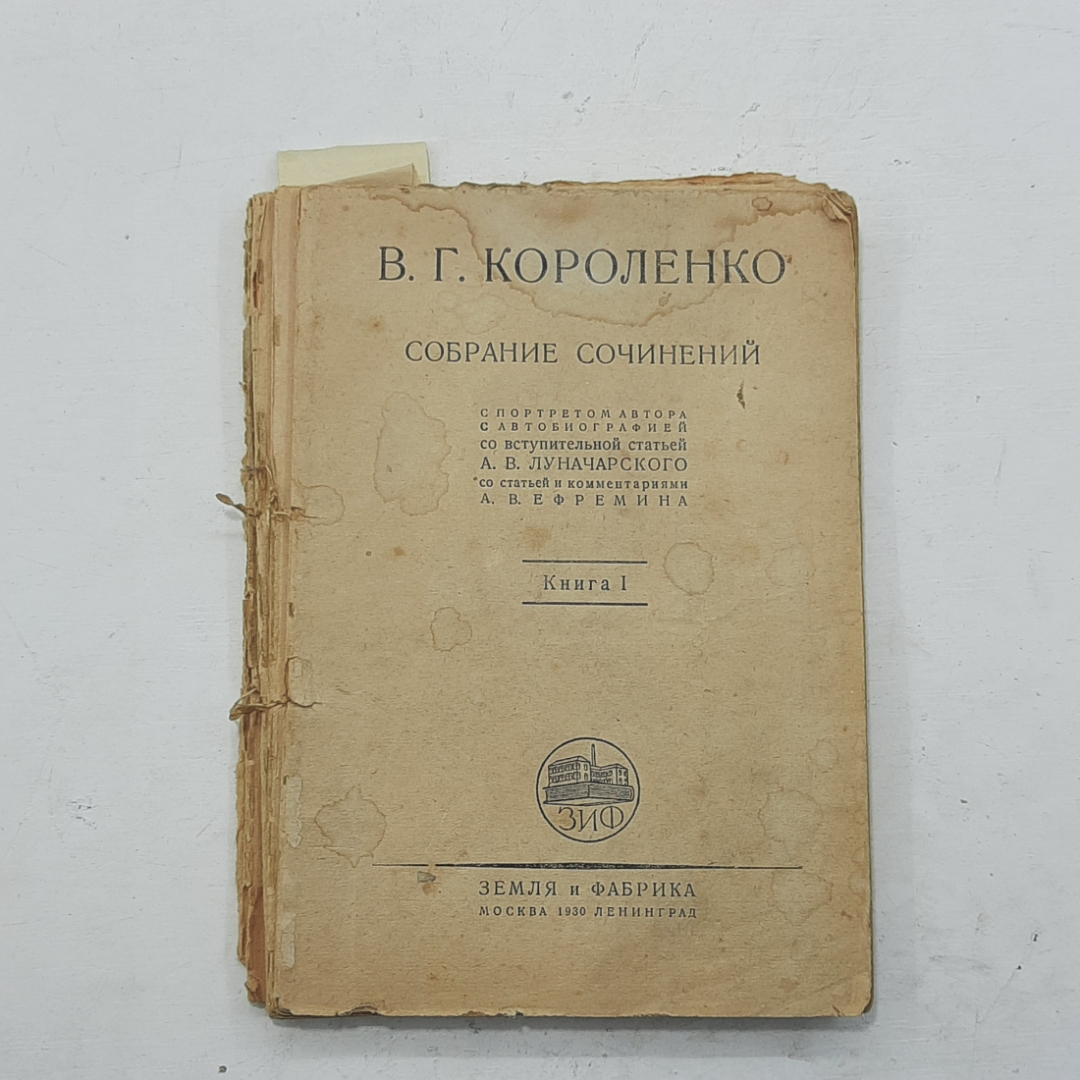 В. Г. КОРОЛЕНКО
СОБРАНИЕ СОЧИНЕНИЙ
С ПОРТРЕТОМ АВТОРА
С АВТОБИОГРАФИЕЙ
со вступительной статьей
А. В. ЛУНАЧАРСКОГО
со статьей и комментариями
А. В. ЕФРЕМИНА
Книга I
ЗИФ
ЗЕМЛЯ и ФАБРИКА
МОСКВА 1930 ЛЕНИНГРАД